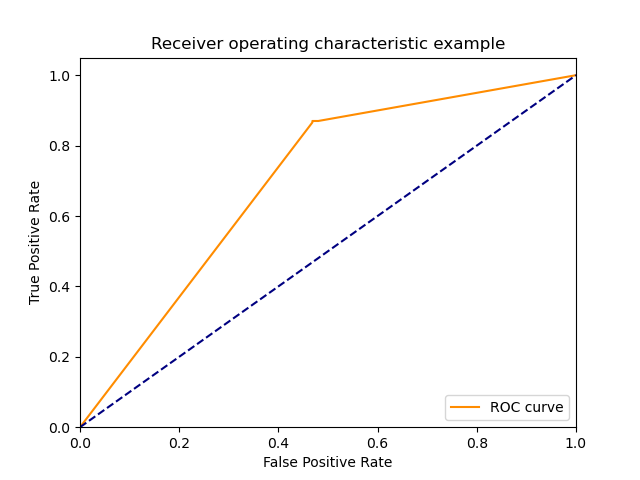 Receiver operating characteristic example
True Positive Rate
1.0
0.8
0.6
0.4
0.2
0.0
0.0 0.2 0.4 0.6 0.8 1.0
False Positive Rate
ROC curve